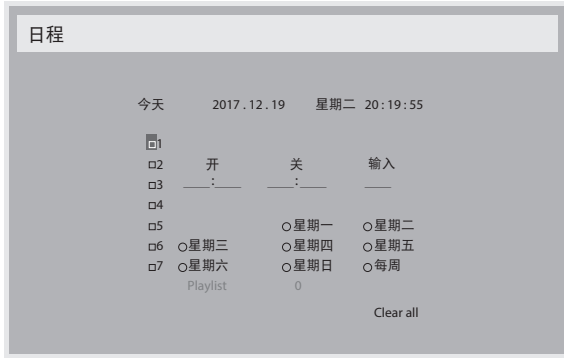 日程
今天 2017 . 12 . 19 星期二 20 : 19 : 55
1
2 开 关 输入
3 ____:____ ____:____ ____
4
5 星期一 星期二
6 星期三 星期四 星期五
7 星期六 星期日 每周
Playlist 0
Clear all